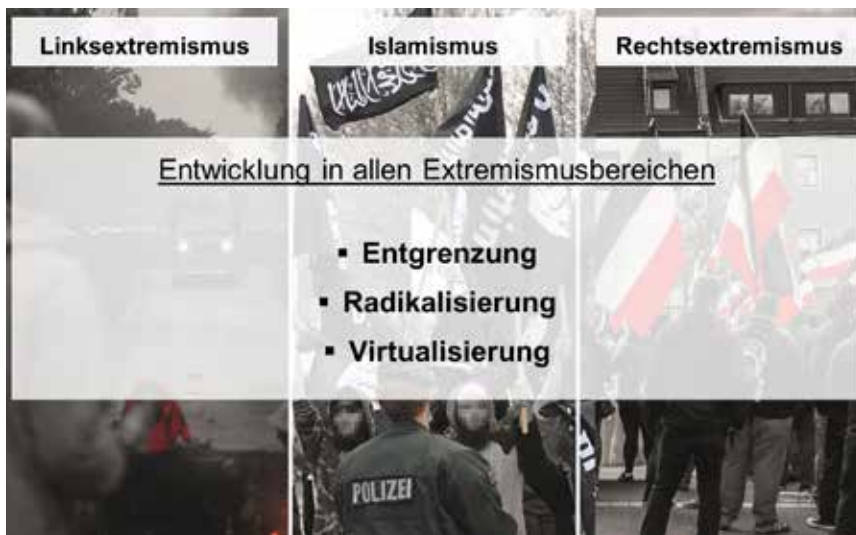 Linksextremismus
Islamismus
Rechtsextremismus
Entwicklung in allen Extremismusbereichen
▪ Entgrenzung
▪ Radikalisierung
▪ Virtualisierung
POLIZEI